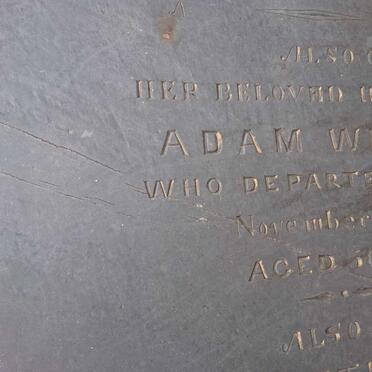 ALSO
HER BELOVED
ADAM W
WHO DEPARTE
November
AGED
ALSO